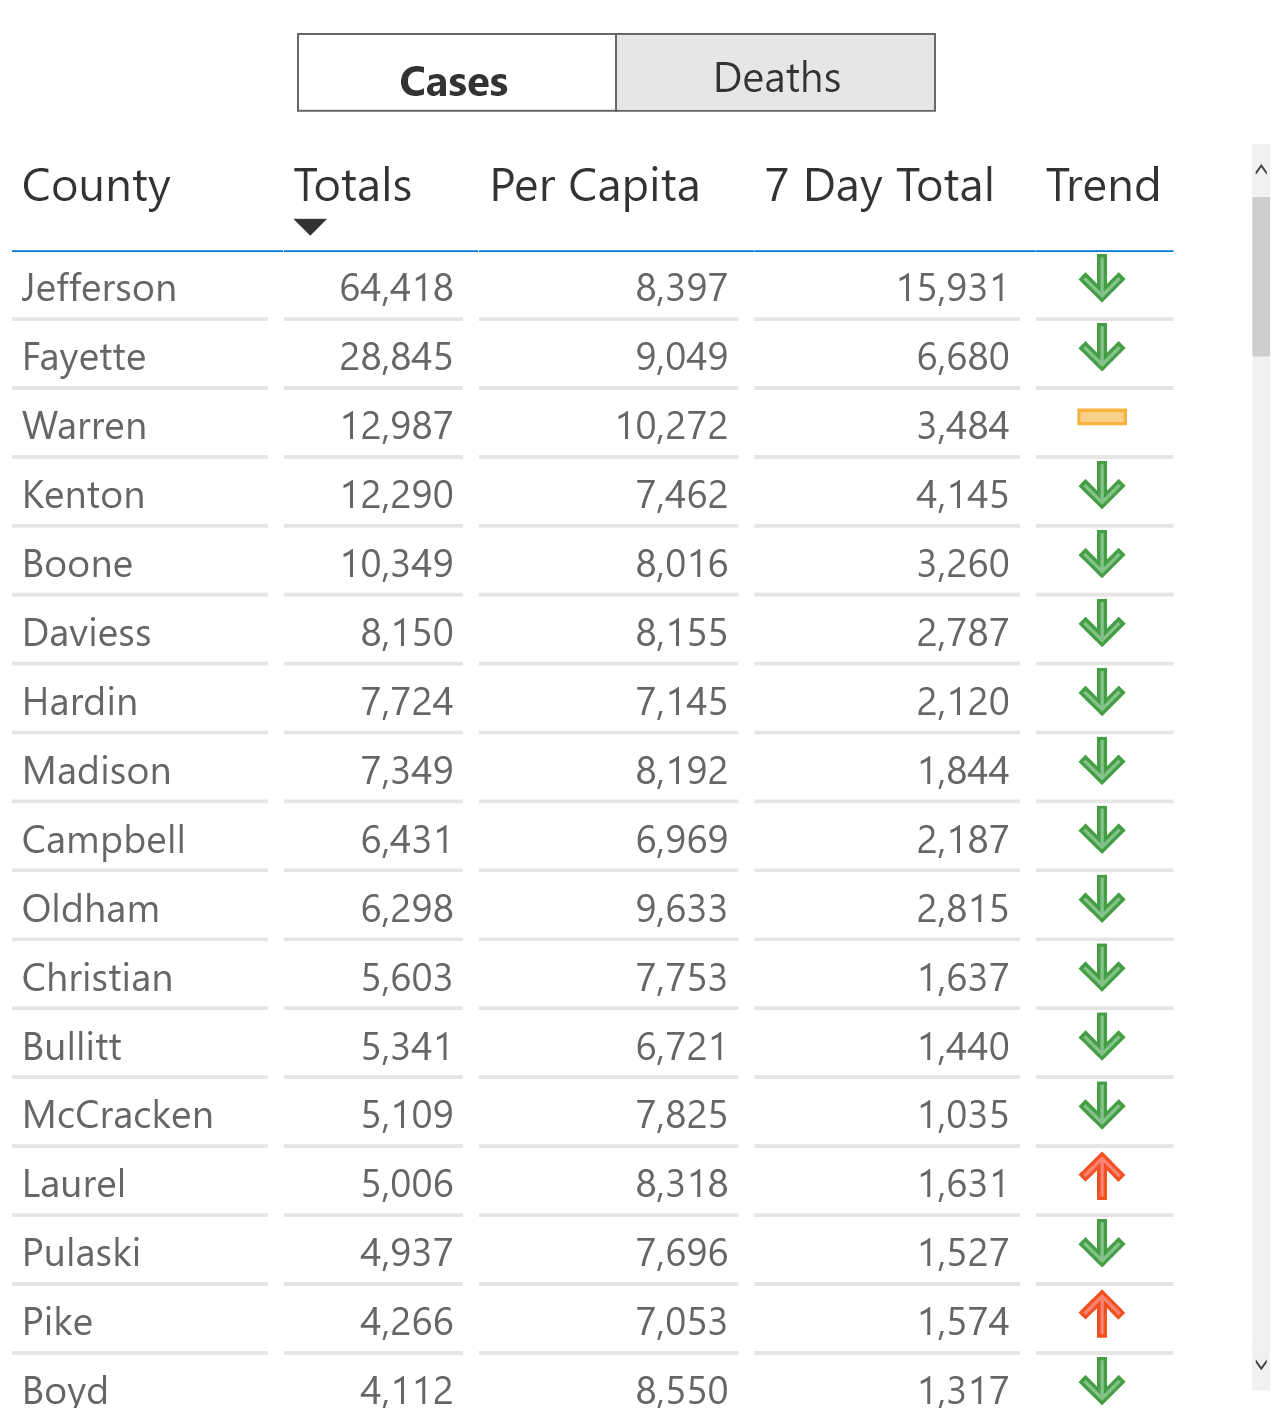 Cases Deaths
County Totals Per Capita 7 Day Total Trend
Jefferson 64,418 8,397 15,931
Fayette 28,845 9,049 6,680
Warren 12,987 10,272 3,484
Kenton 12,290 7,462 4,145
Boone 10,349 8,016 3,260
Daviess 8,150 8,155 2,787
Hardin 7,724 7,145 2,120
Madison 7,349 8,192 1,844
Campbell 6,431 6,969 2,187
Oldham 6,298 9,633 2,815
Christian 5,603 7,753 1,637
Bullitt 5,341 6,721 1,440
McCracken 5,109 7,825 1,035
Laurel 5,006 8,318 1,631
Pulaski 4,937 7,696 1,527
Pike 4,266 7,053 1,574
Boyd 4,112 8,550 1,317